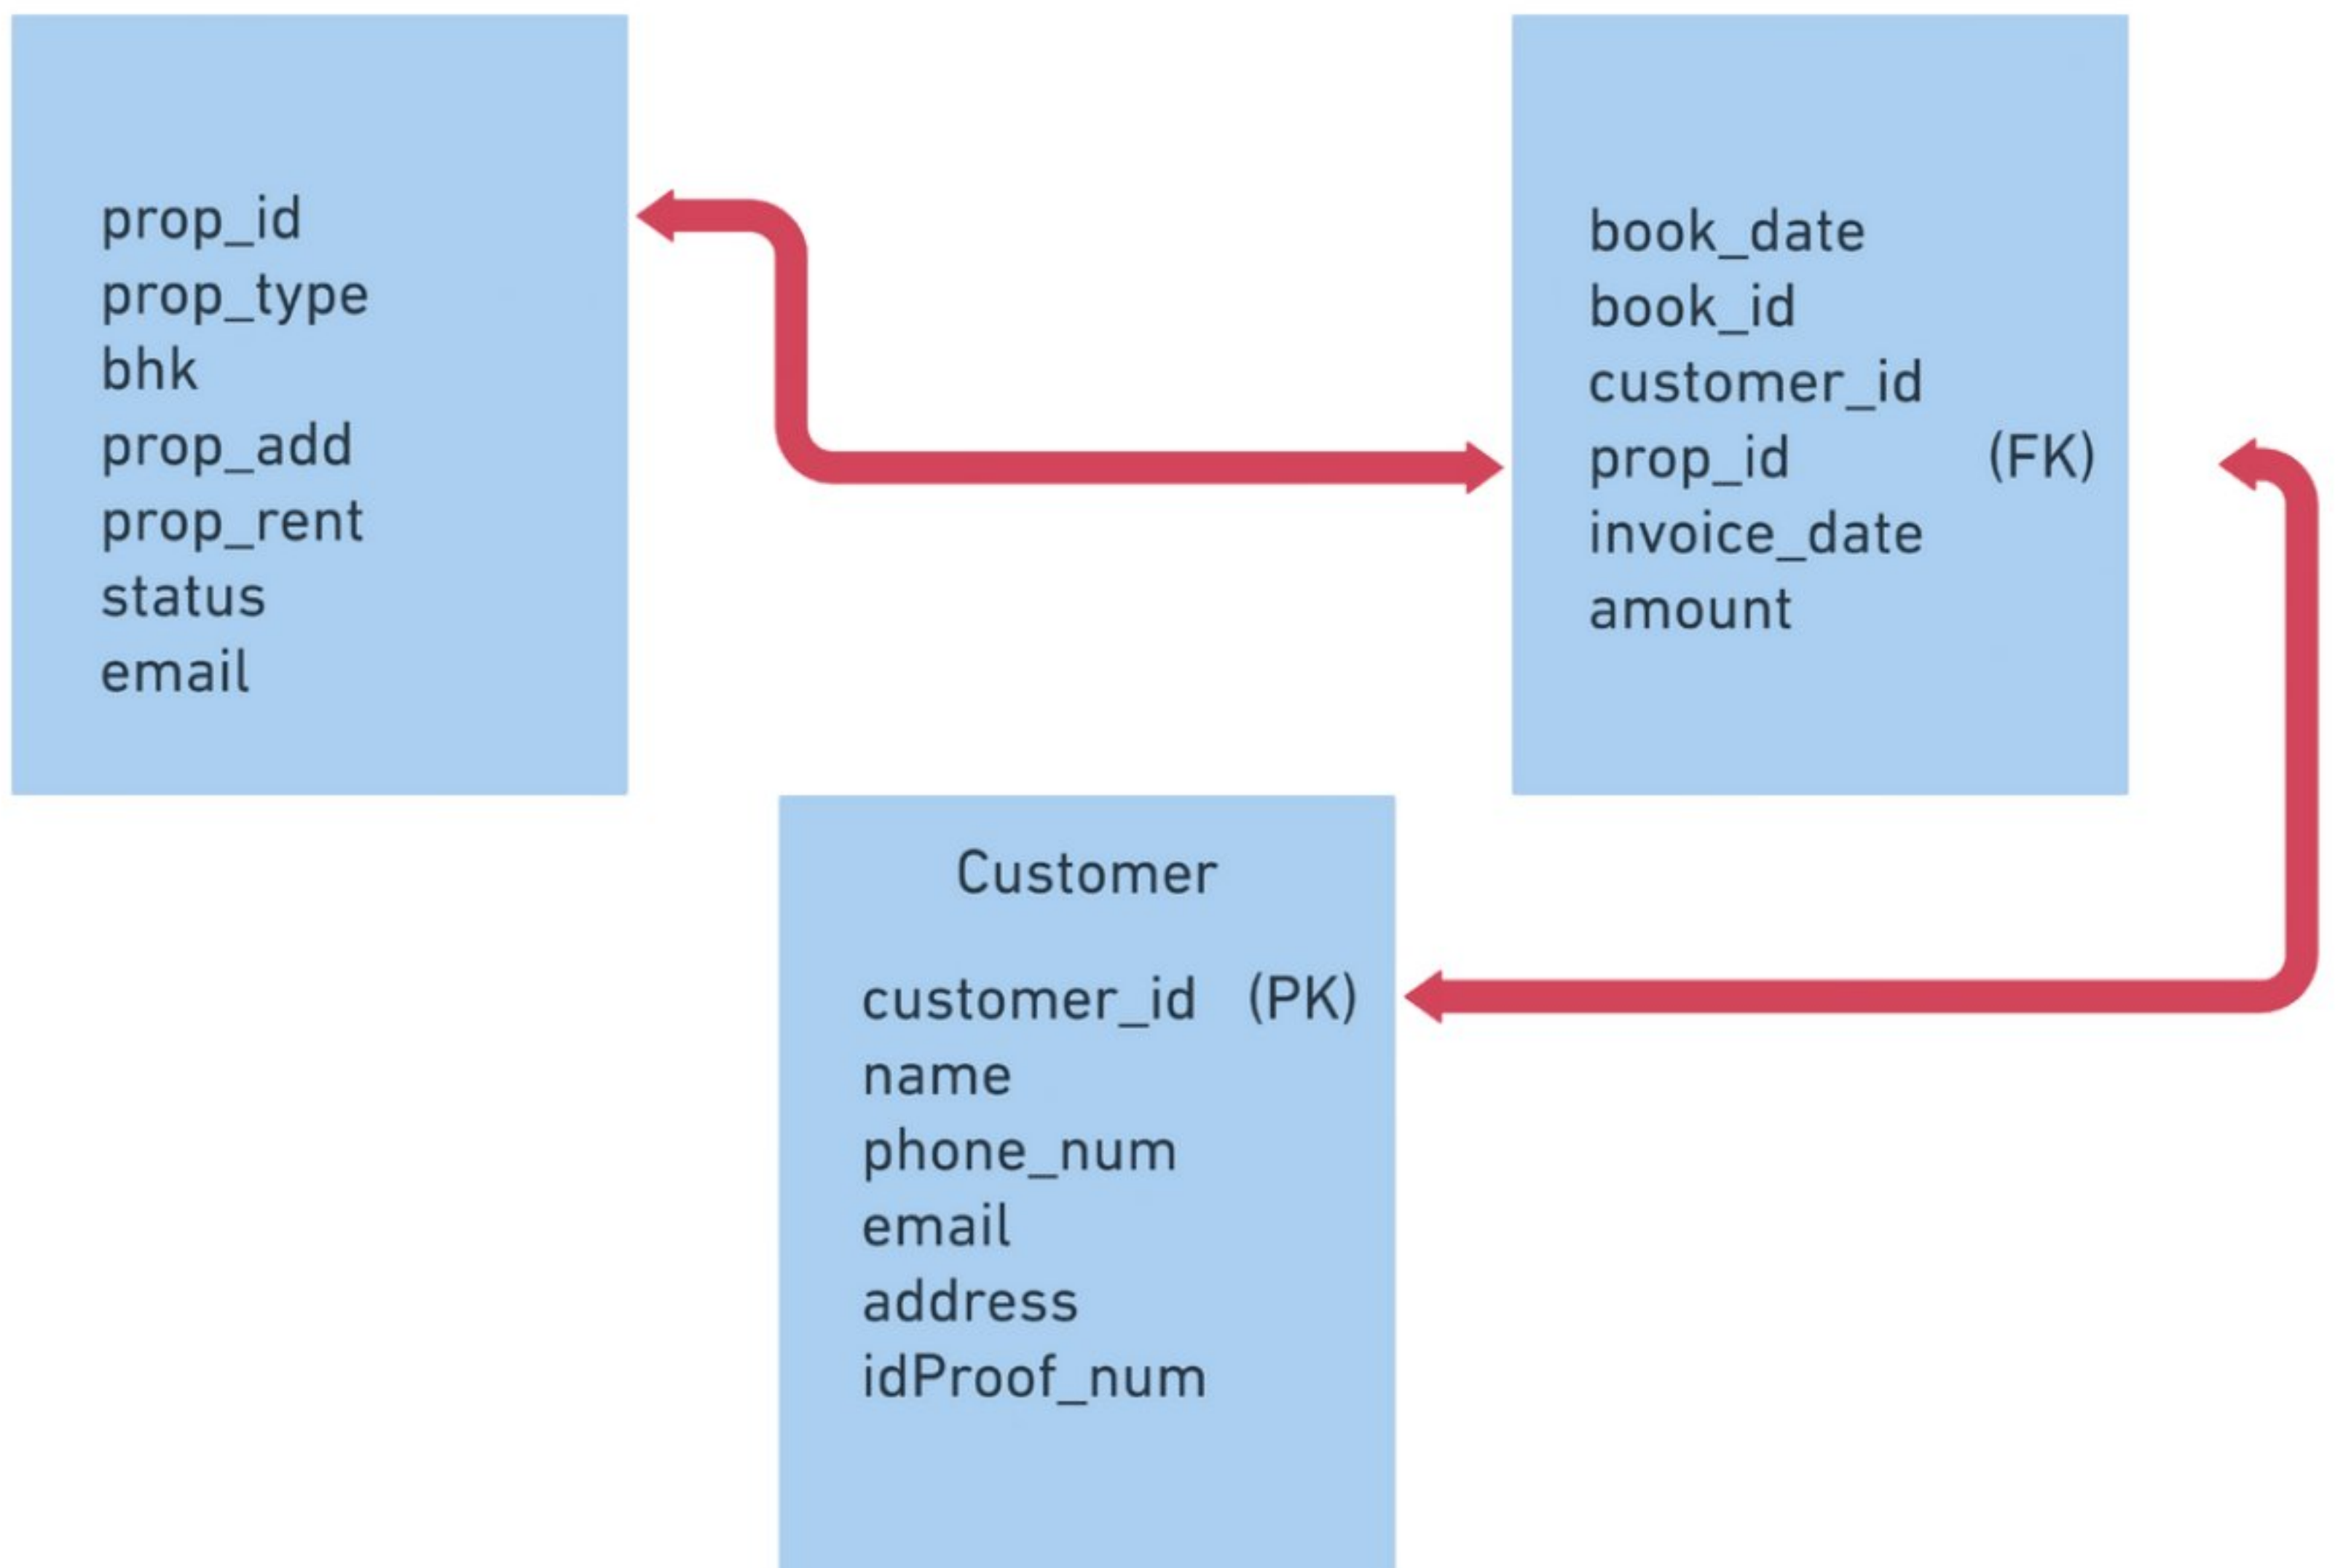 prop_id
prop_type
bhk
prop_add
prop_rent
status
email
book_date
book_id
customer_id
prop_id (FK)
invoice_date
amount
Customer
customer_id (PK)
name
phone_num
email
address
idProof_num